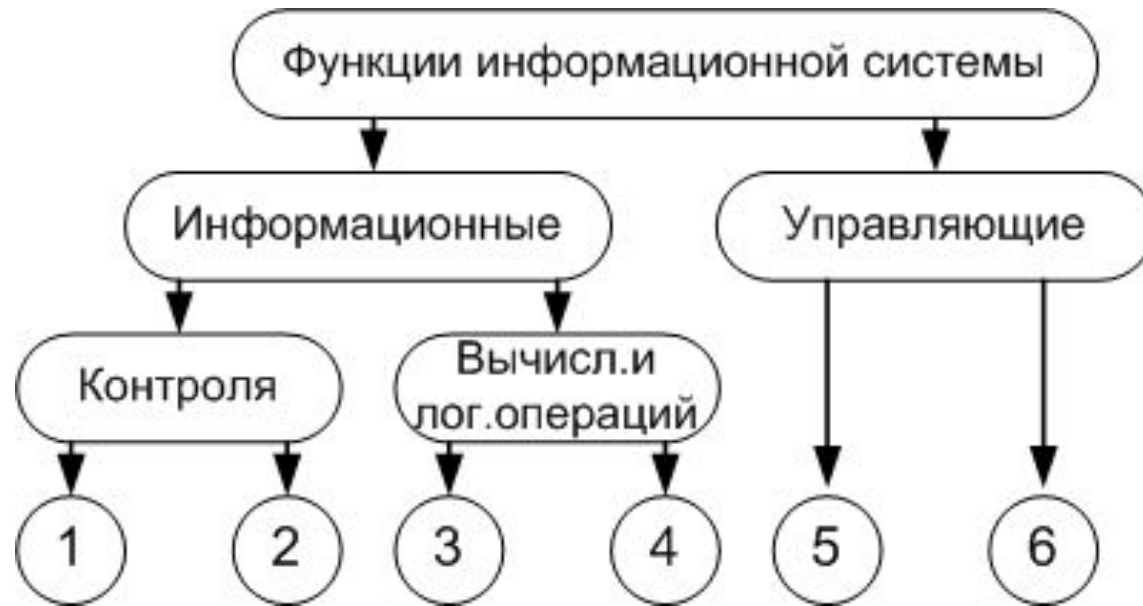 Функции информационной системы
Информационные
Управляющие
Контроля
Вычисл.и
лог.операций
1
2
3
4
5
6